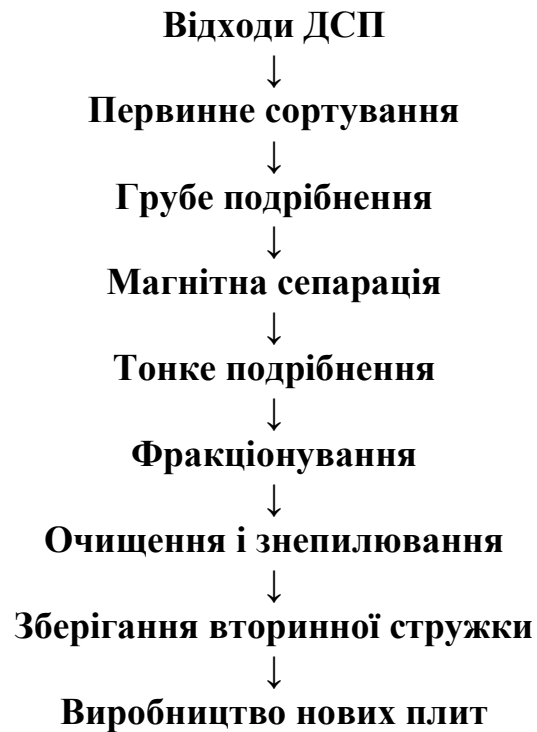 Відходи ДСП
↓
Первинне сортування
↓
Грубе подрібнення
↓
Магнітна сепарація
↓
Тонке подрібнення
↓
Фракціонування
↓
Очищення і знепилювання
↓
Зберігання вторинної стружки
↓
Виробництво нових плит